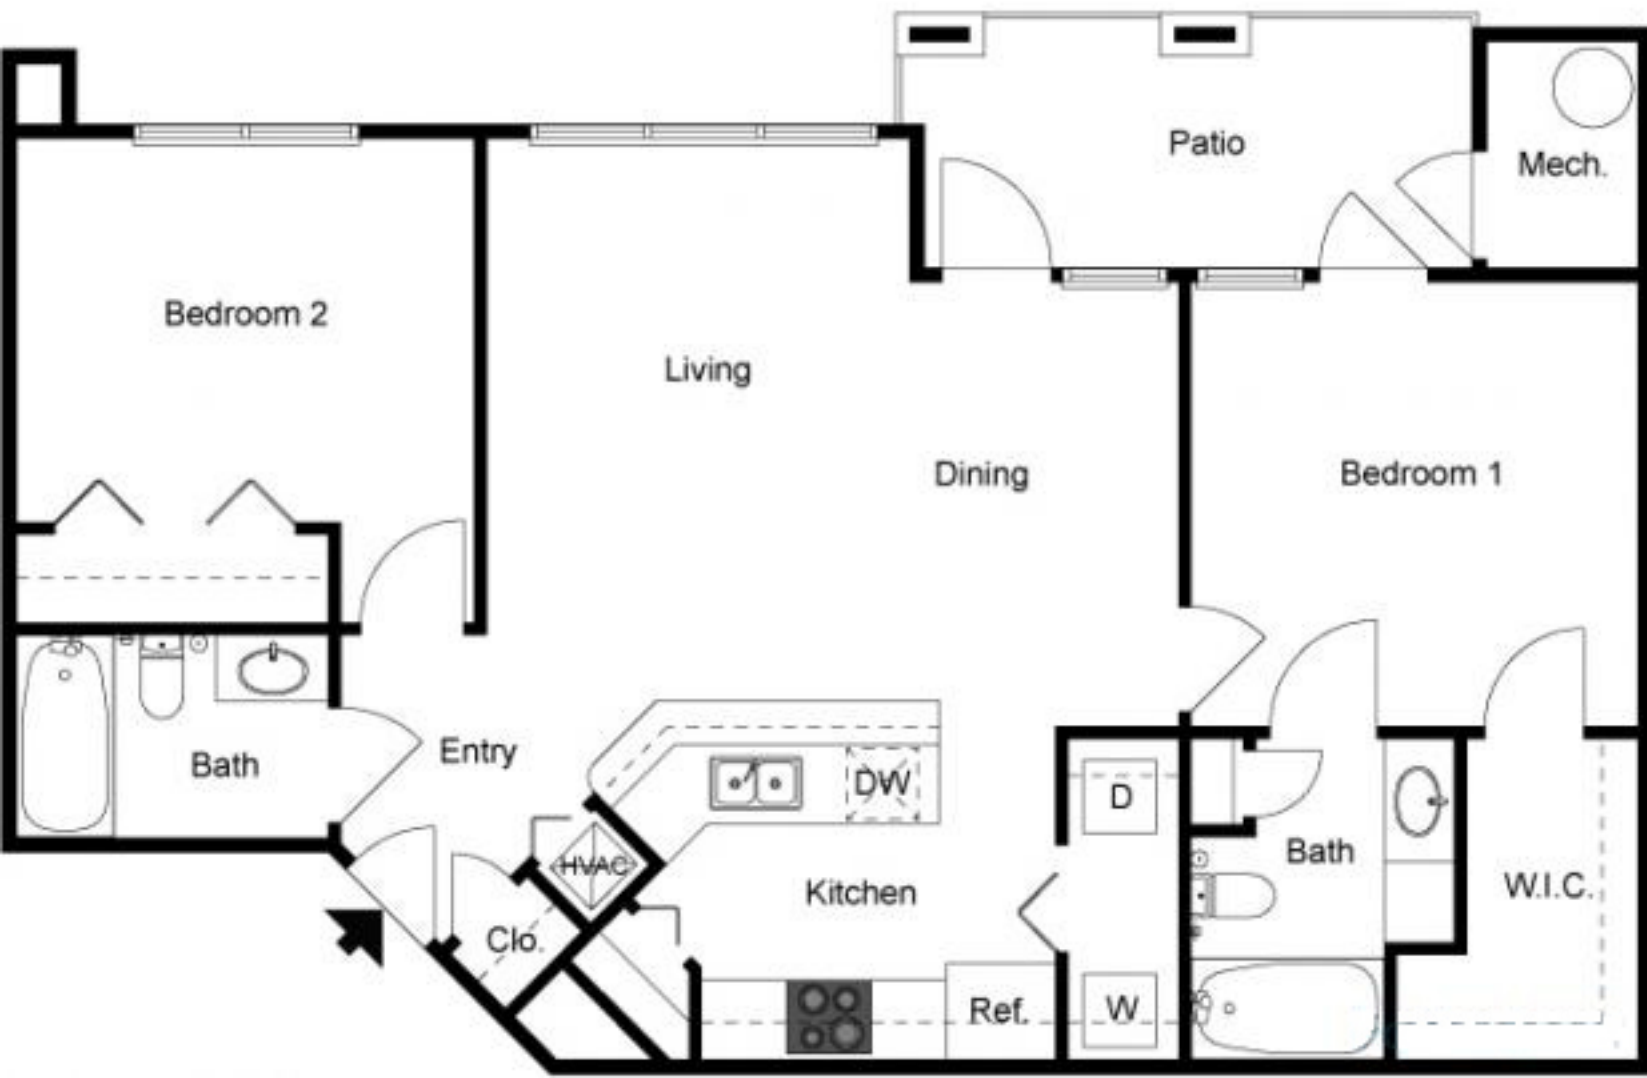 Patio
Mech.
Bedroom 2
Living
Dining
Bedroom 1
Entry
Bath
DW
D
HVAC
Kitchen
Bath
W.I.C.
Clo.
Ref.
W